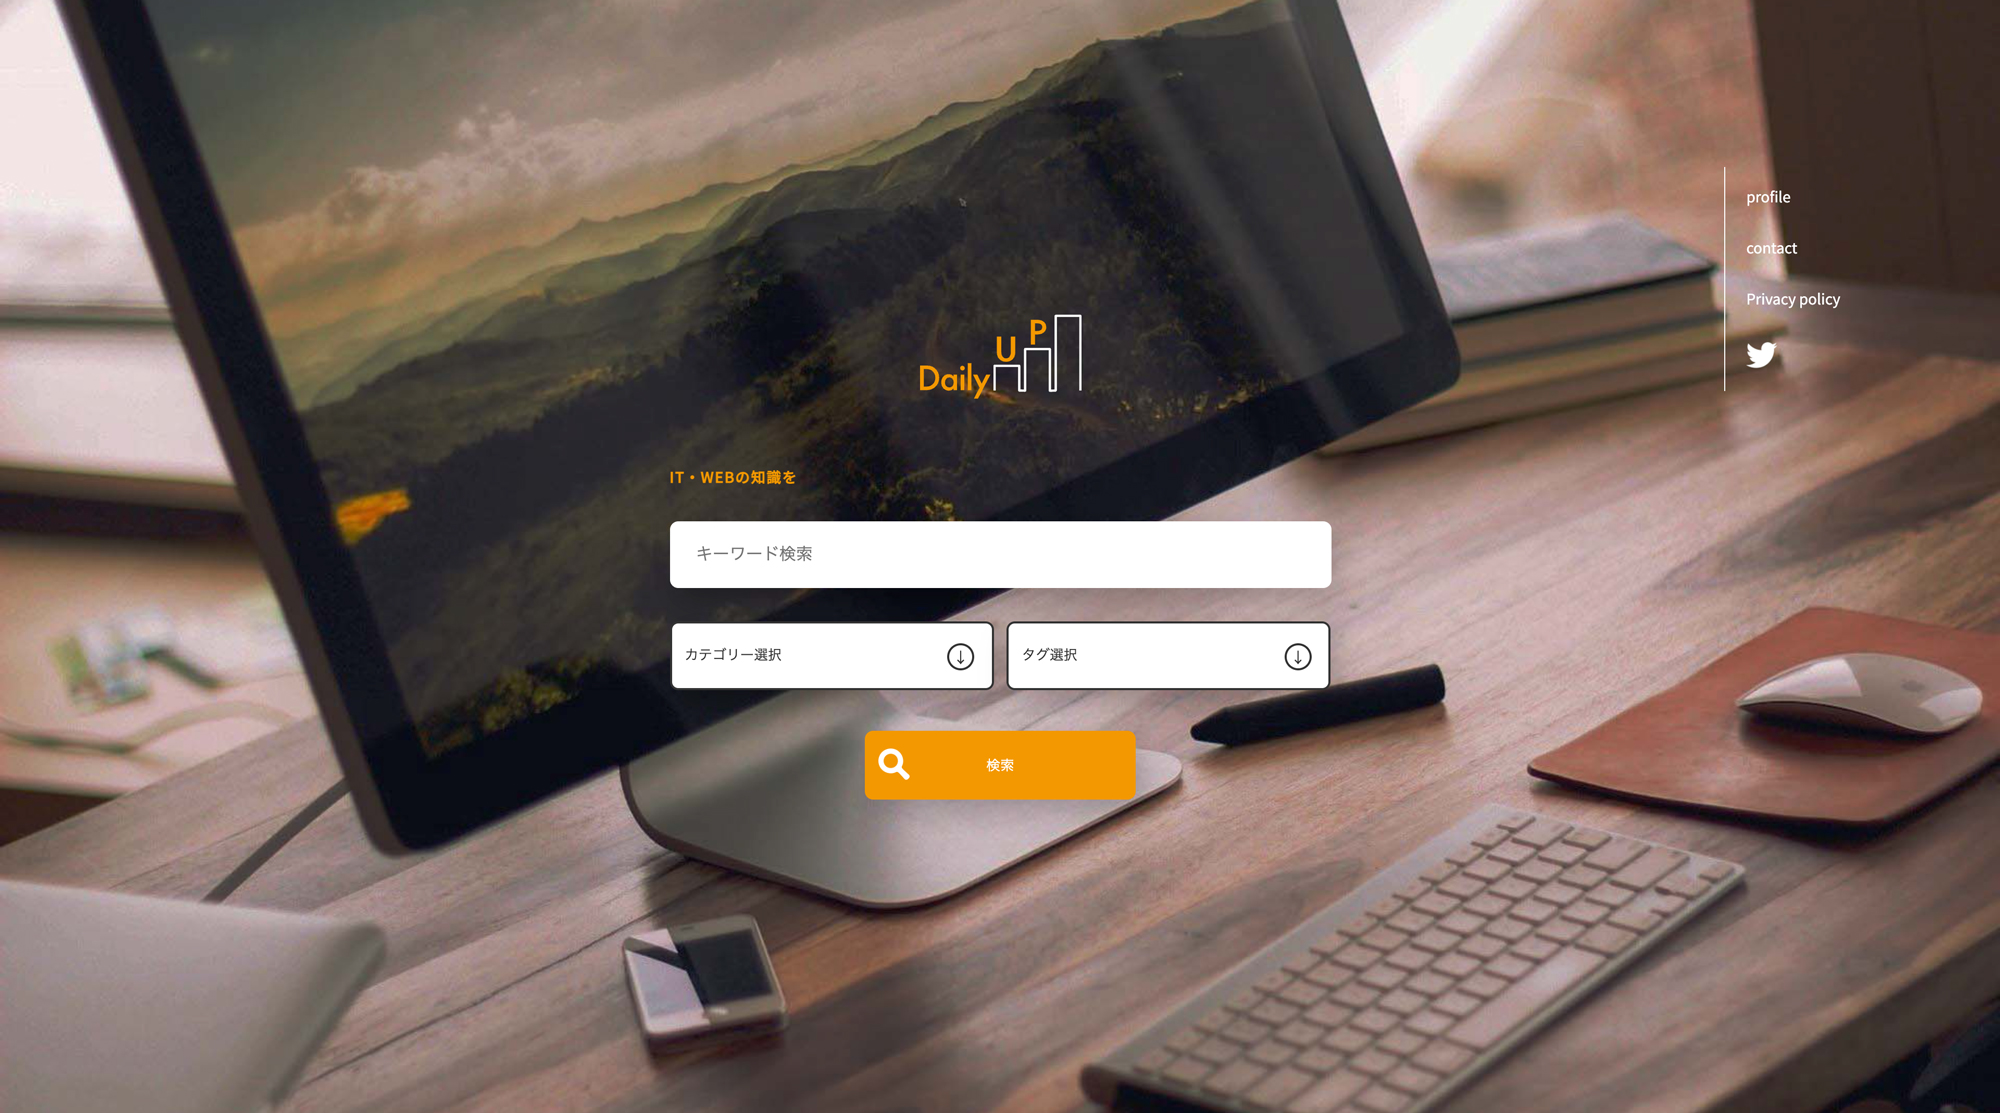 Daily UP
IT・WEBの知識を
キーワード検索
カテゴリー選択
タグ選択
検索
profile
contact
Privacy policy